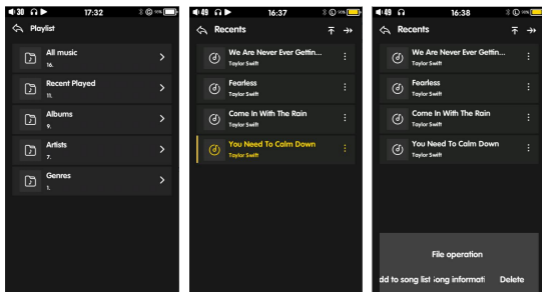 30 17:32
Playlist
All music
16.
Recent Played
11.
Albums
9.
Artists
7.
Genres
1.
49 16:37
Recents
We Are Never Ever Gettin...
Taylor Swift
Fearless
Taylor Swift
Come In With The Rain
Taylor Swift
You Need To Calm Down
Taylor Swift
49 16:38
Recents
We Are Never Ever Gettin...
Taylor Swift
Fearless
Taylor Swift
Come In With The Rain
Taylor Swift
You Need To Calm Down
Taylor Swift
File operation
dd to song list ong informati Delete